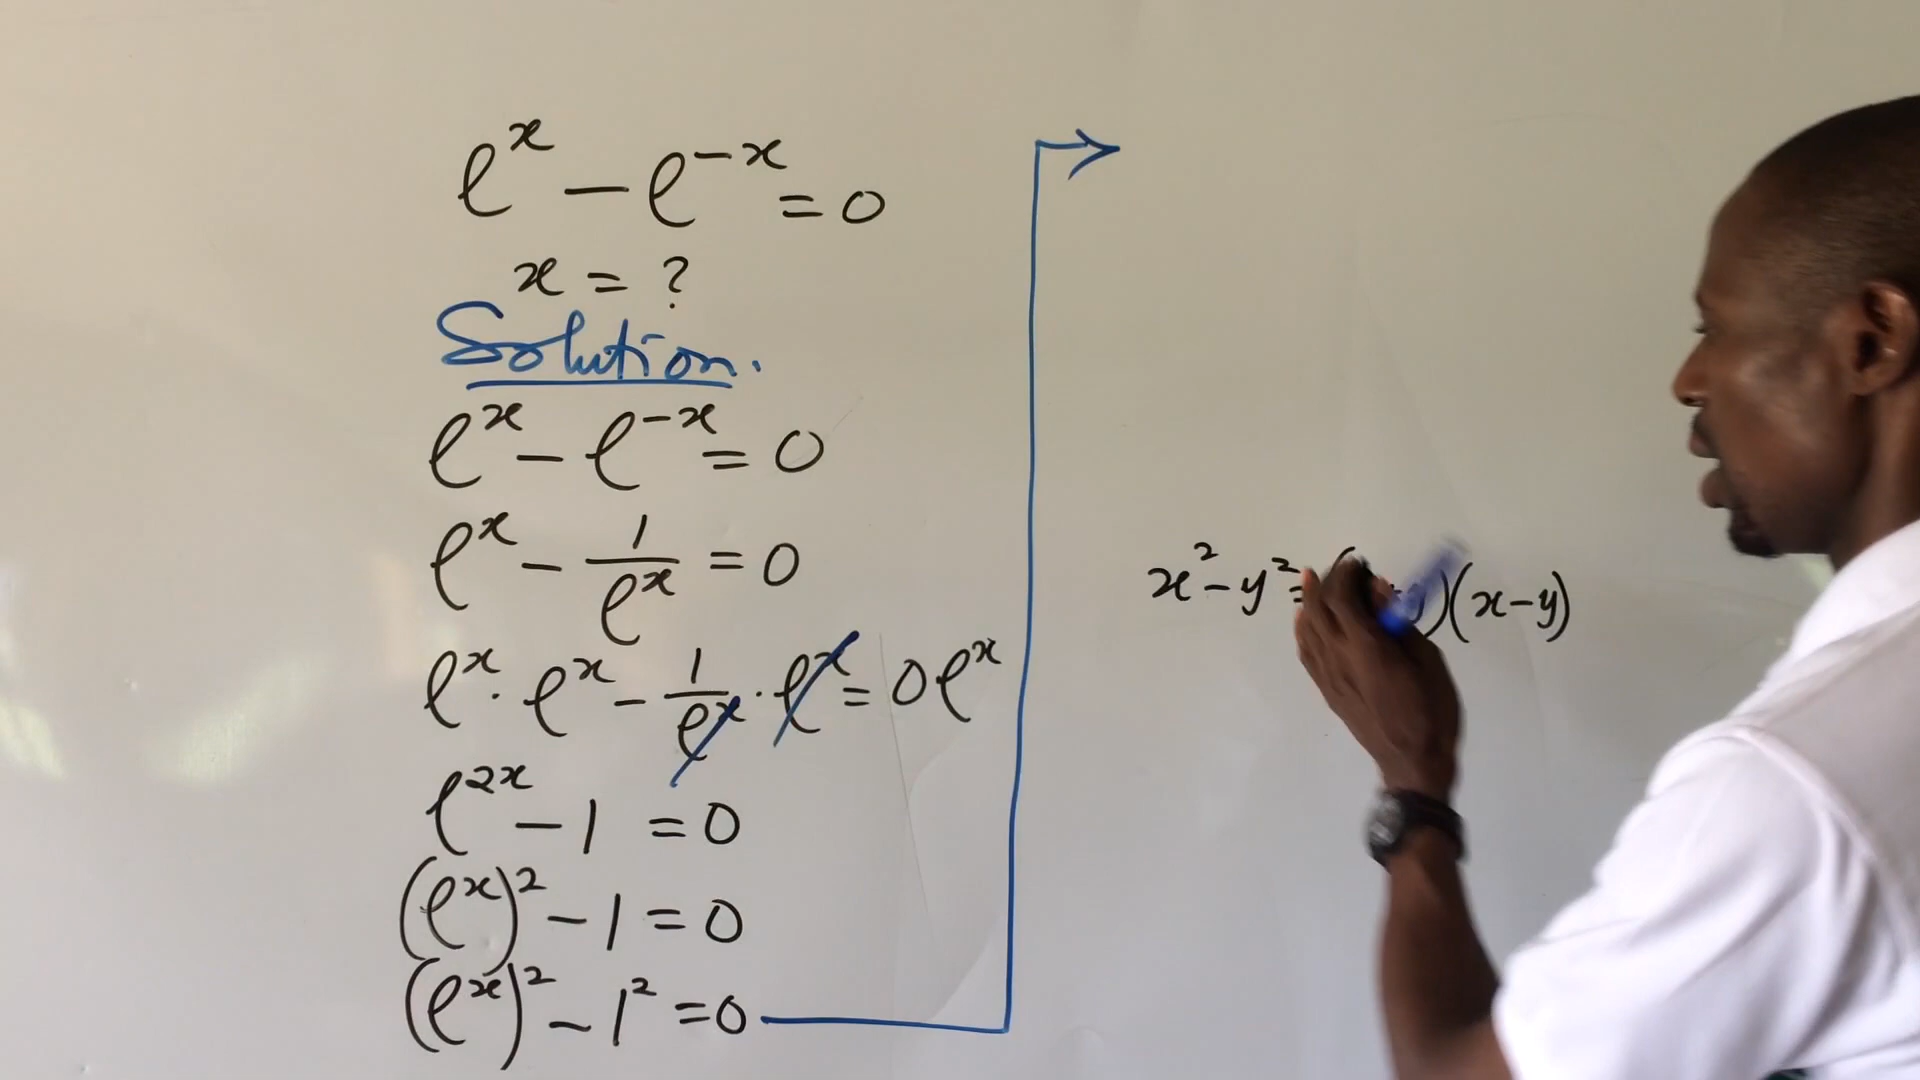 e^x - e^{-x} = 0
x = ?
Solution.
e^x - e^{-x} = 0
e^x - 1/e^x = 0
e^x · e^x - 1/e^x · e^x = 0e^x
e^{2x} - 1 = 0
(e^x)^2 - 1 = 0
(e^x)^2 - 1^2 = 0
x^2 - y^2 = ( y)(x-y)